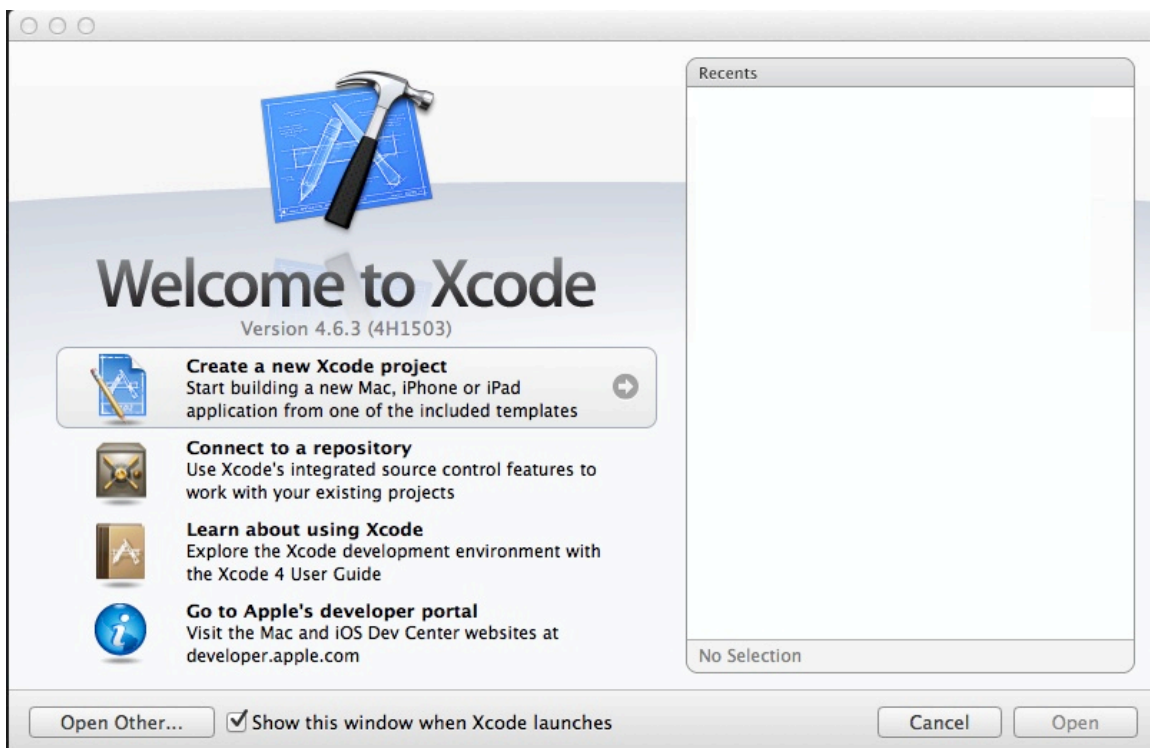 Welcome to Xcode
Version 4.6.3 (4H1503)
Create a new Xcode project
Start building a new Mac, iPhone or iPad
application from one of the included templates
Connect to a repository
Use Xcode's integrated source control features to
work with your existing projects
Learn about using Xcode
Explore the Xcode development environment with
the Xcode 4 User Guide
Go to Apple's developer portal
Visit the Mac and iOS Dev Center websites at
developer.apple.com
Recents
No Selection
Open Other...
Show this window when Xcode launches
Cancel
Open